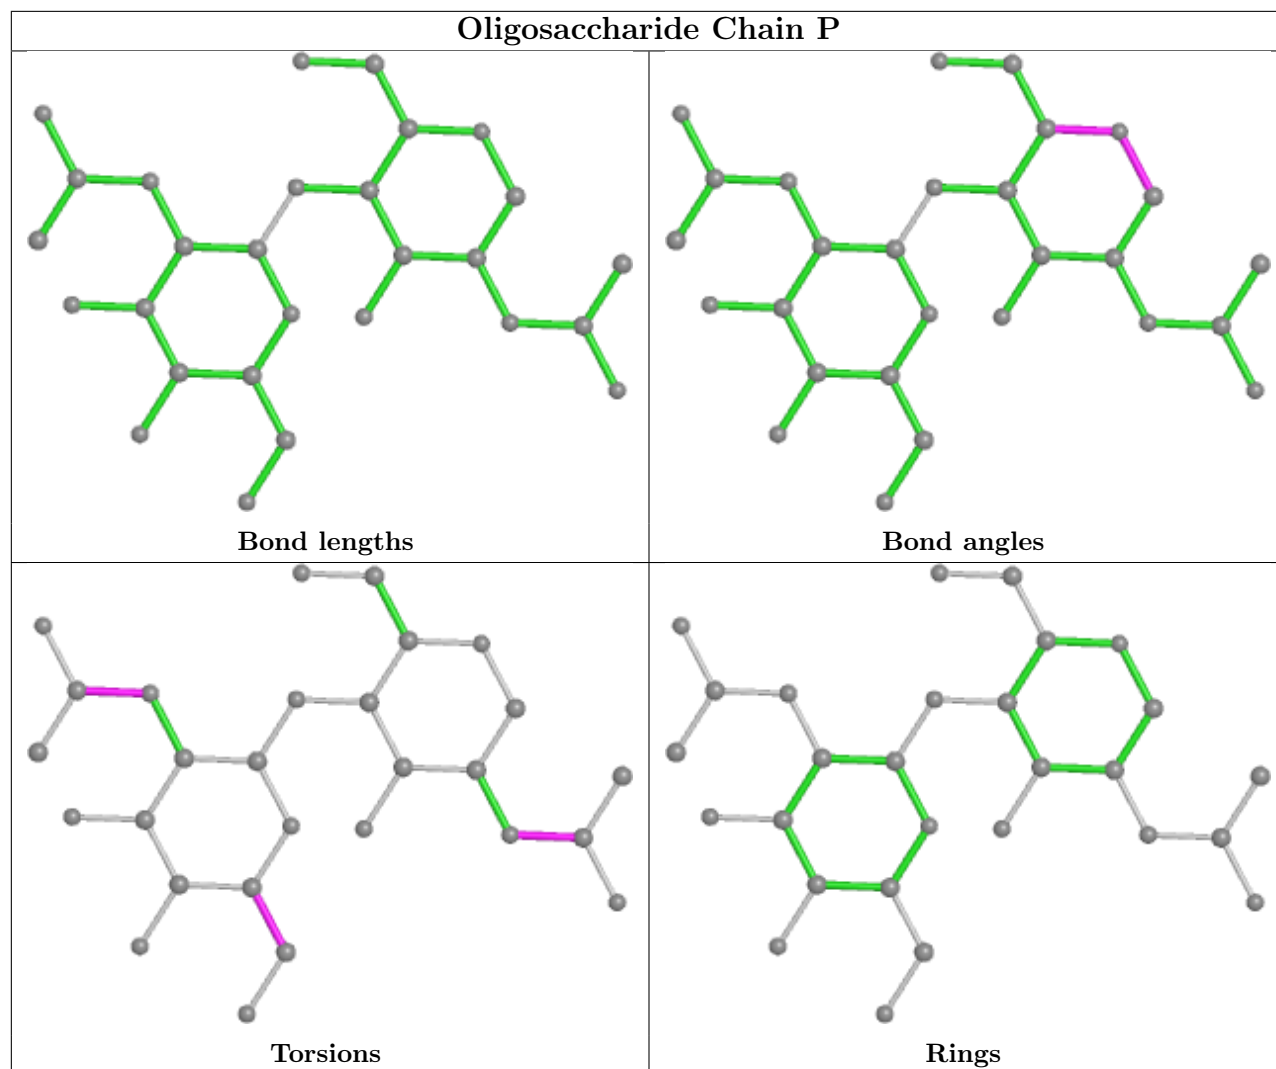 Oligosaccharide Chain P
Bond lengths
Bond angles
Torsions
Rings